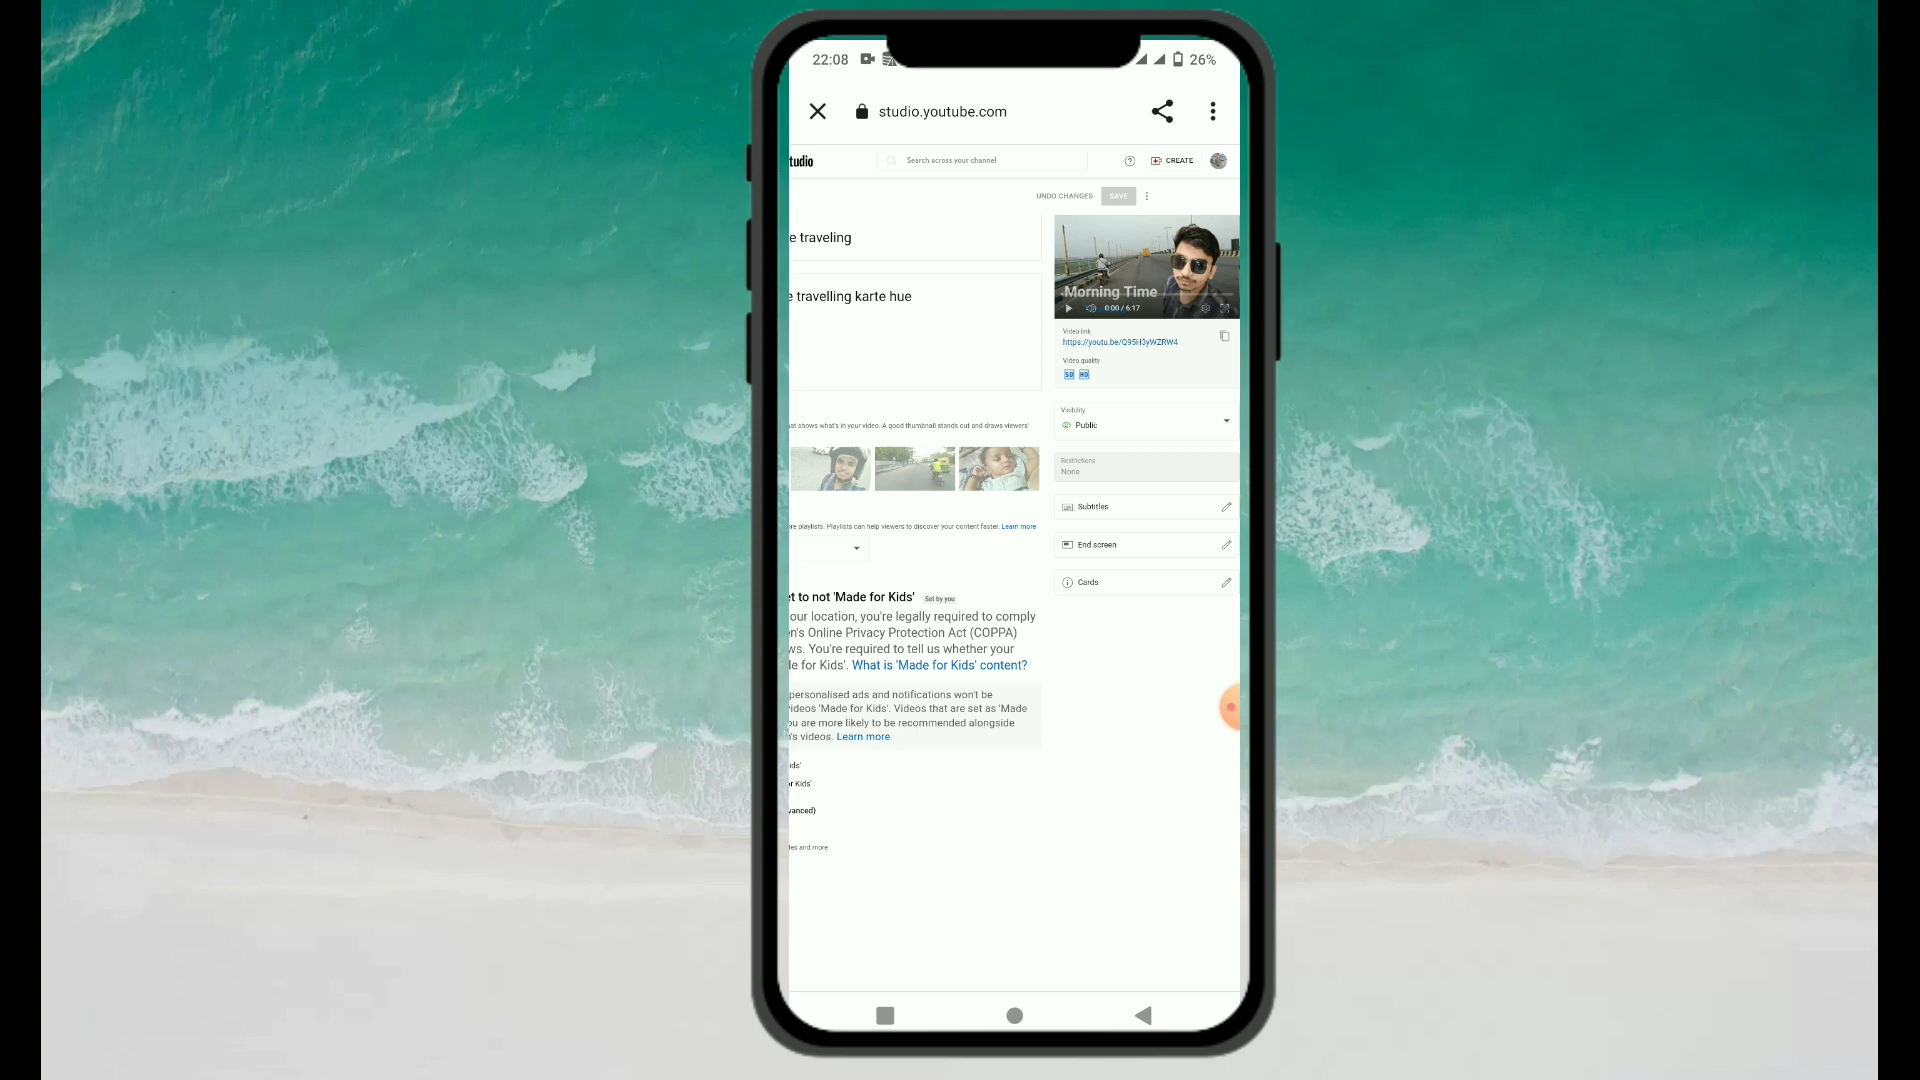 22:08
26%
studio.youtube.com
tudio
Search across your channel
CREATE
UNDO CHANGES
SAVE
e traveling
Morning Time
0:00 / 6:17
Video link
https://youtu.be/Q95H3yWZRW4
Video quality
SD HD
e travelling karte hue
Visibility
Public
at shows what's in your video. A good thumbnail stands out and draws viewers'
Restrictions
None
Subtitles
re playlists. Playlists can help viewers to discover your content faster. Learn more
End screen
Cards
et to not 'Made for Kids' Set by you
our location, you're legally required to comply
en's Online Privacy Protection Act (COPPA)
ws. You're required to tell us whether your
le for Kids'. What is 'Made for Kids' content?
personalised ads and notifications won't be
videos 'Made for Kids'. Videos that are set as 'Made
ou are more likely to be recommended alongside
n's videos. Learn more
ids'
or Kids'
vanced)
les and more